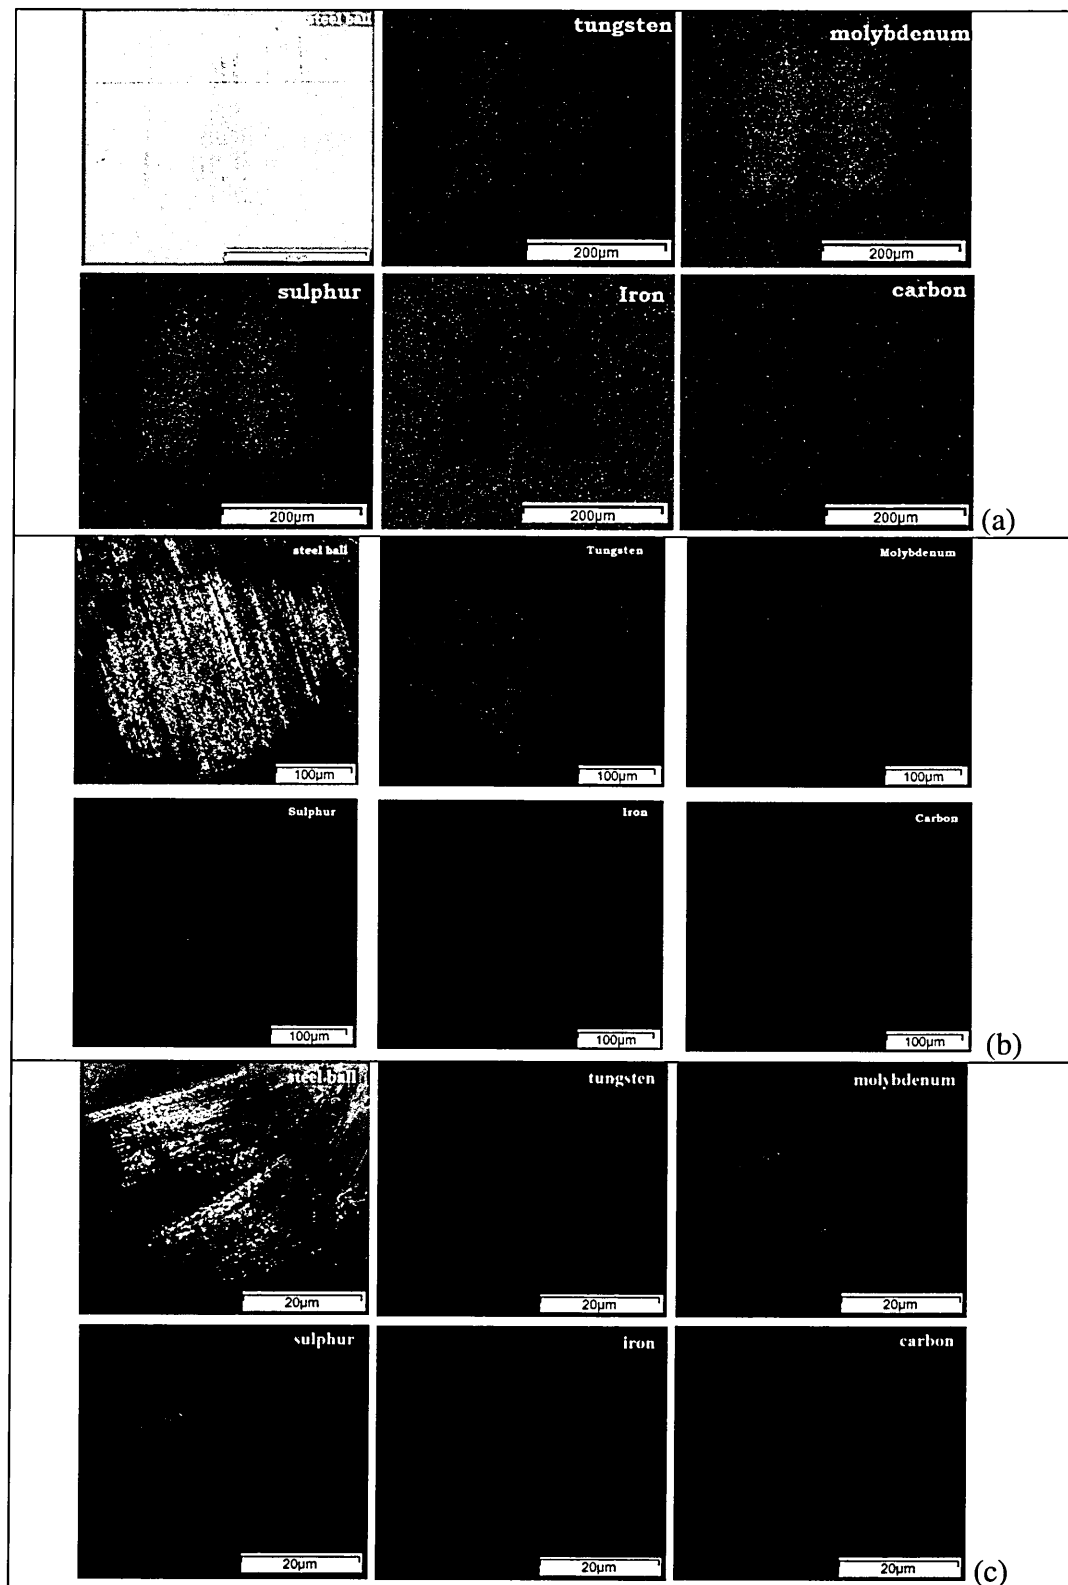 steel ball
tungsten
molybdenum
200µm
200µm
sulphur
Iron
carbon
200µm
200µm
200µm
(a)
steel ball
Tungsten
Molybdenum
100µm
100µm
100µm
Sulphur
Iron
Carbon
100µm
100µm
100µm
(b)
steel ball
tungsten
molybdenum
20µm
20µm
20µm
sulphur
iron
carbon
20µm
20µm
20µm
(c)